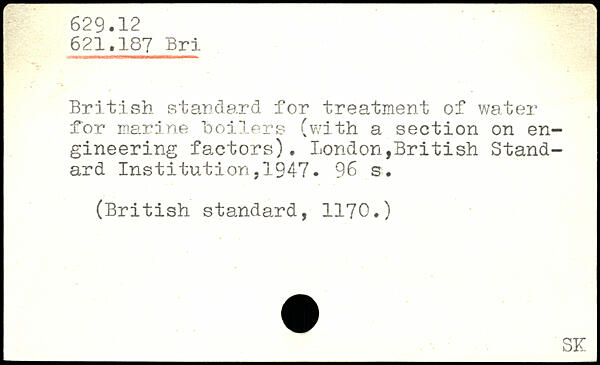 629.12
621.187 Bri
British standard for treatment of water
for marine boilers (with a section on en-
gineering factors). London,British Stand-
ard Institution,1947. 96 s.
(British standard, 1170.)
SK